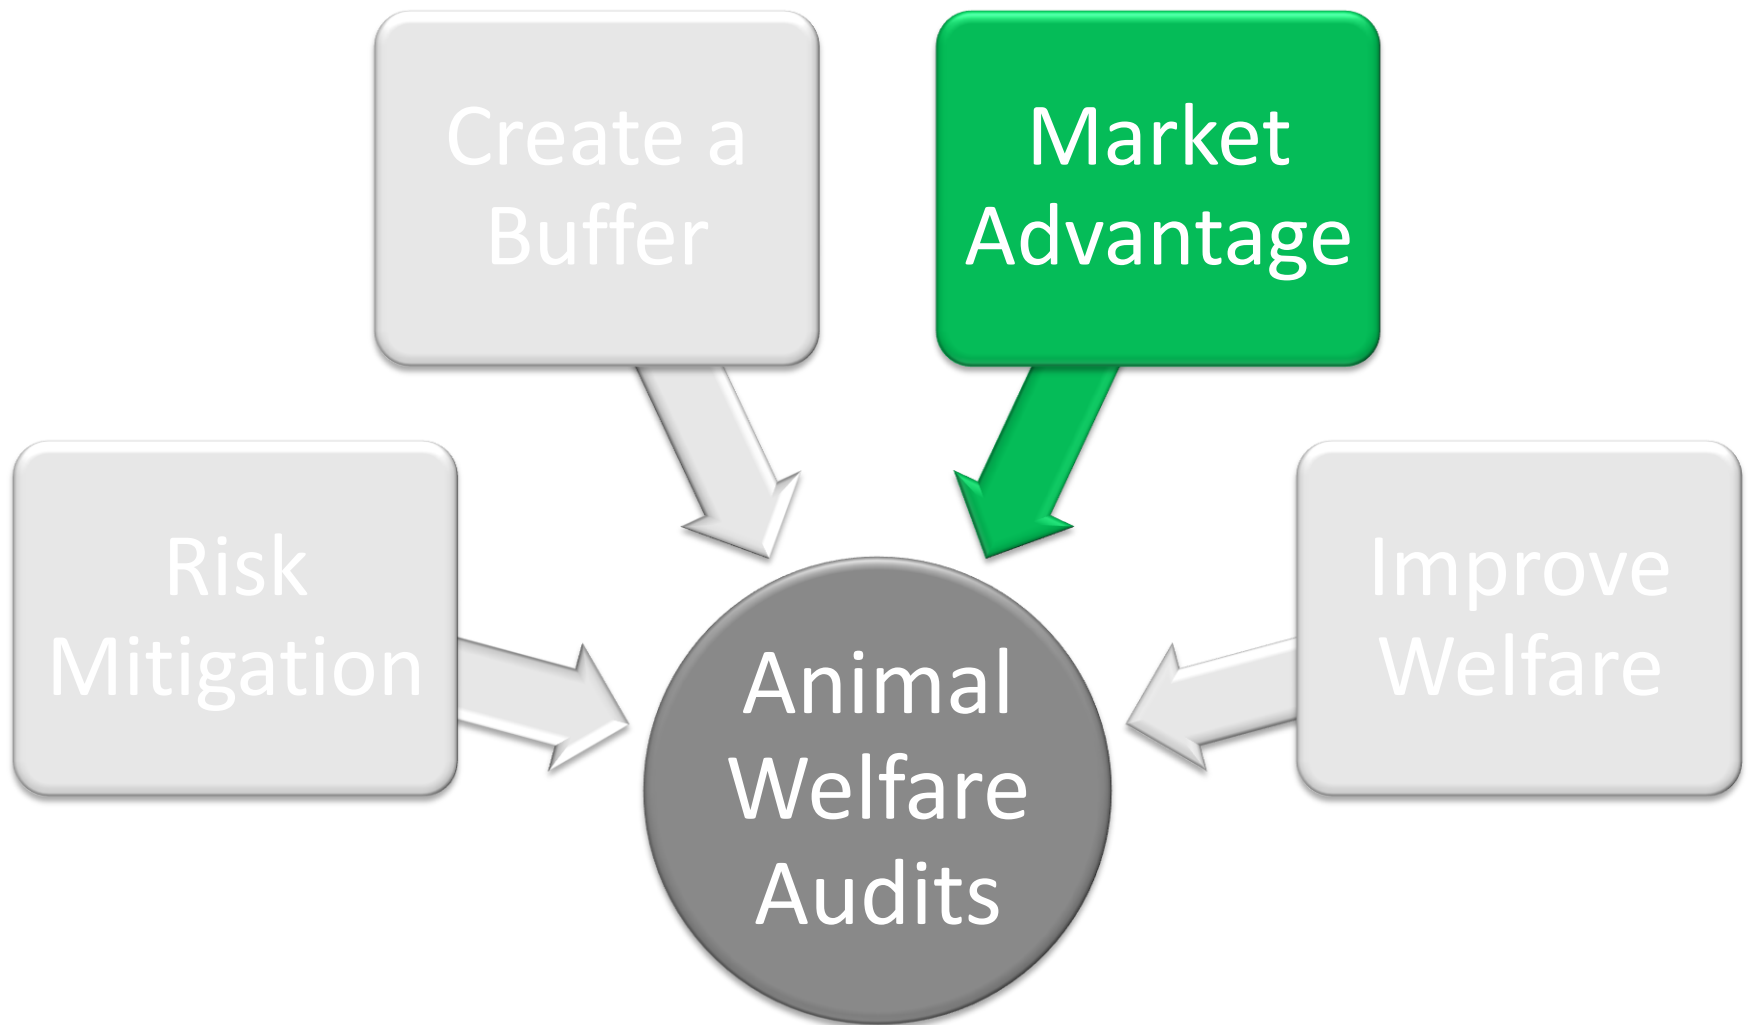 Create a
Buffer
Market
Advantage
Risk
Mitigation
Improve
Welfare
Animal
Welfare
Audits